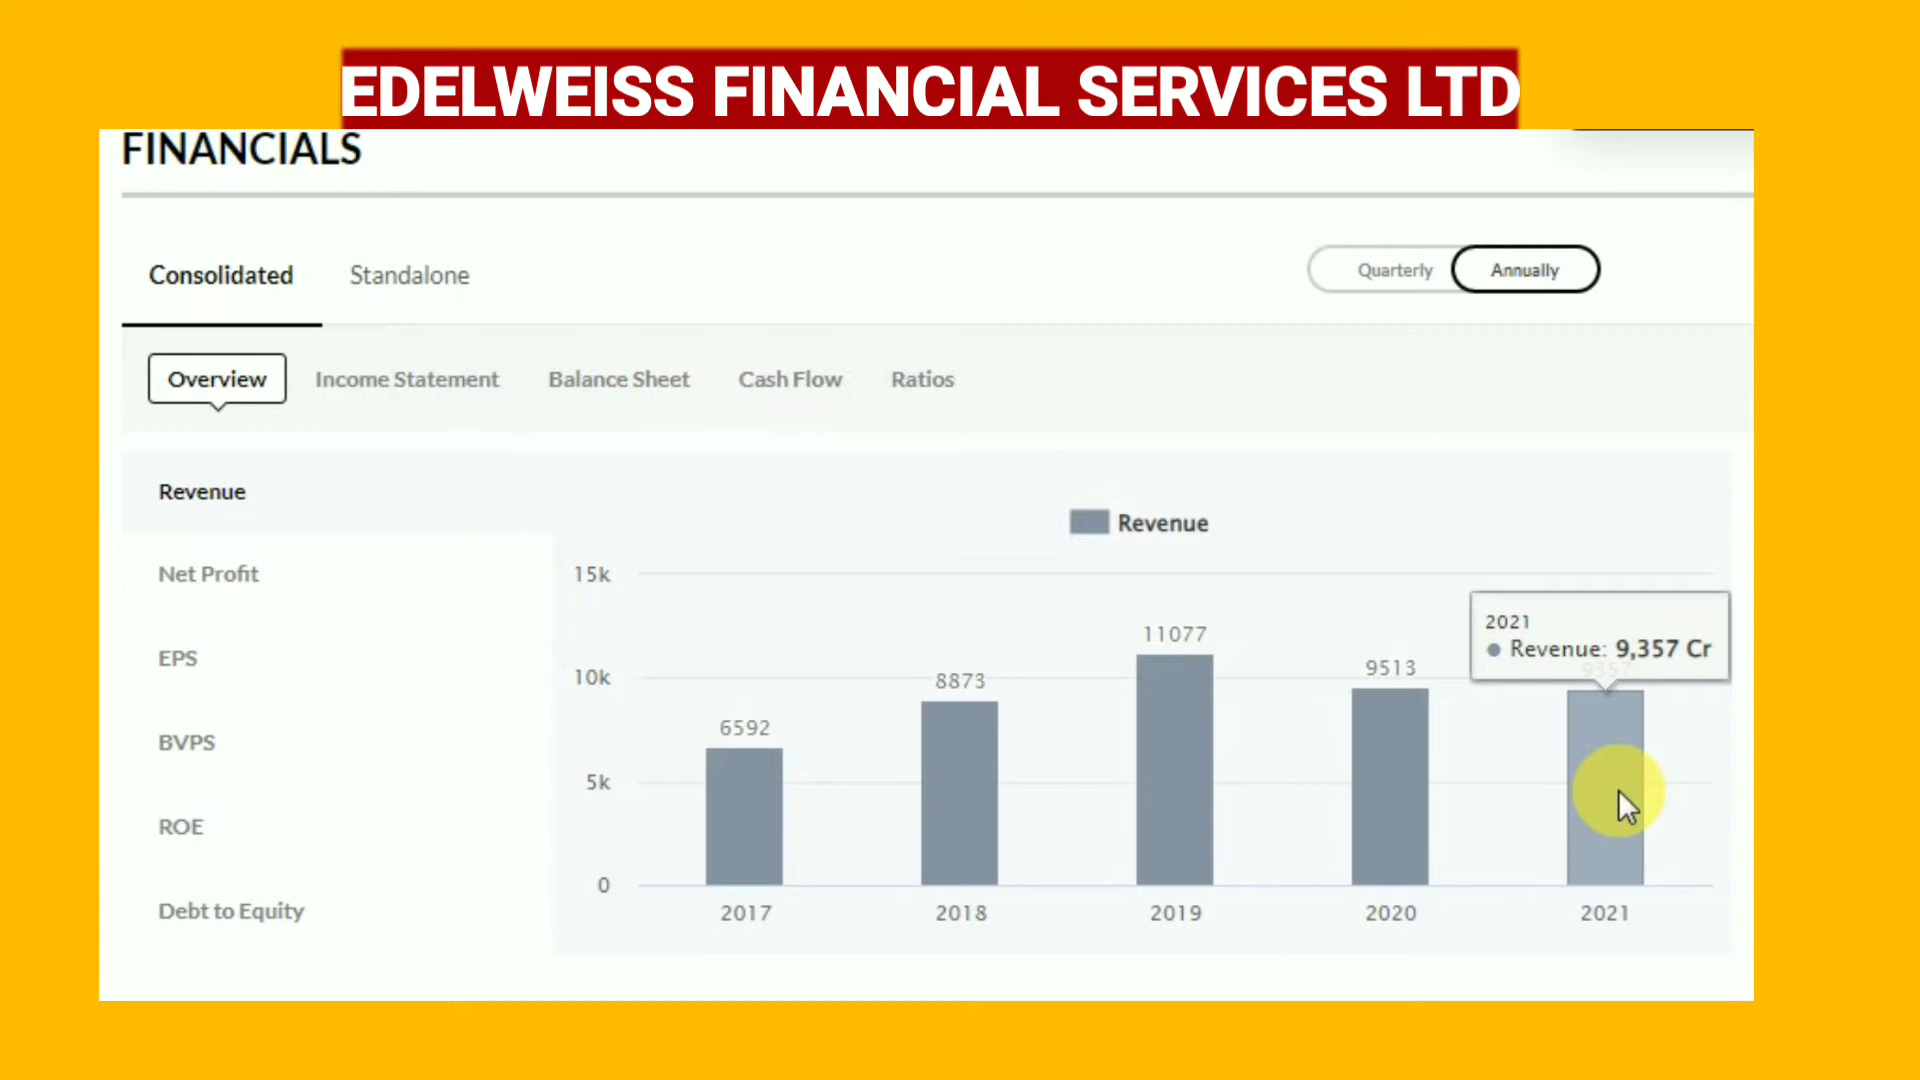 EDELWEISS FINANCIAL SERVICES LTD
FINANCIALS
Consolidated Standalone Quarterly Annually
Overview Income Statement Balance Sheet Cash Flow Ratios
Revenue
Net Profit
EPS
BVPS
ROE
Debt to Equity
Revenue
15k
10k
5k
0
6592
8873
11077
9513
9357
2021
Revenue: 9,357 Cr
2017 2018 2019 2020 2021